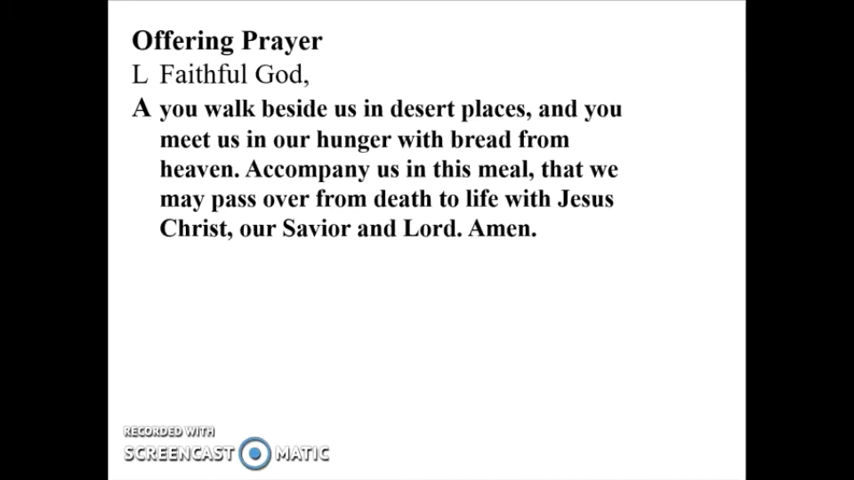 Offering Prayer
L Faithful God,
A you walk beside us in desert places, and you
meet us in our hunger with bread from
heaven. Accompany us in this meal, that we
may pass over from death to life with Jesus
Christ, our Savior and Lord. Amen.
RECORDED WITH
SCREENCAST MATIC